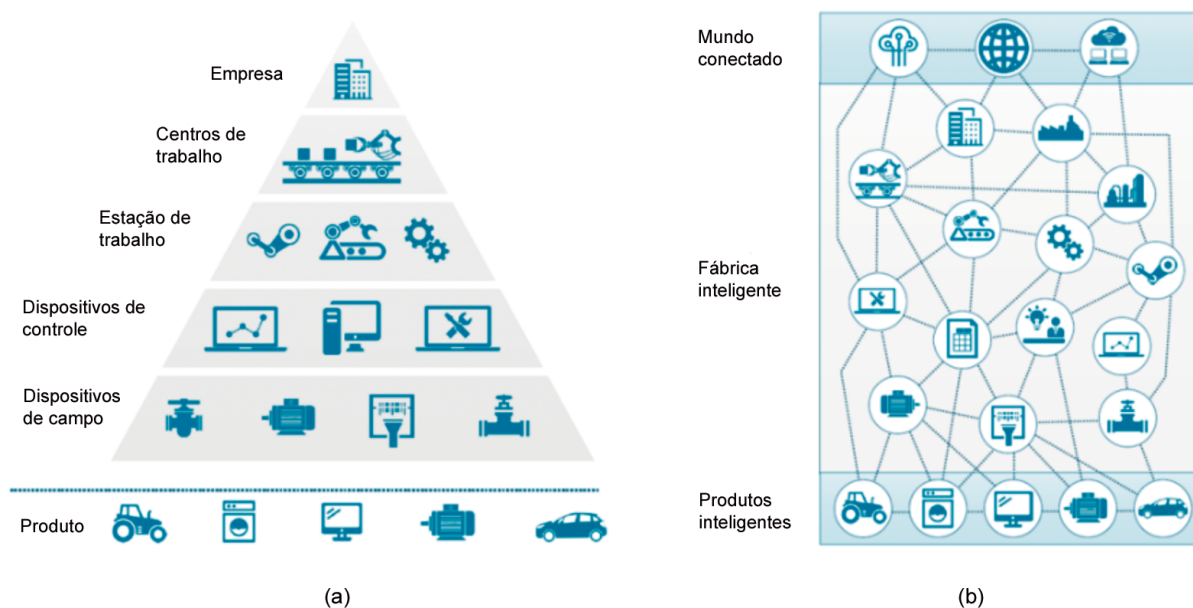 Empresa
Centros de
trabalho
Estação de
trabalho
Dispositivos de
controle
Dispositivos
de campo
Produto
(a)
Mundo
conectado
Fábrica
inteligente
Produtos
inteligentes
(b)